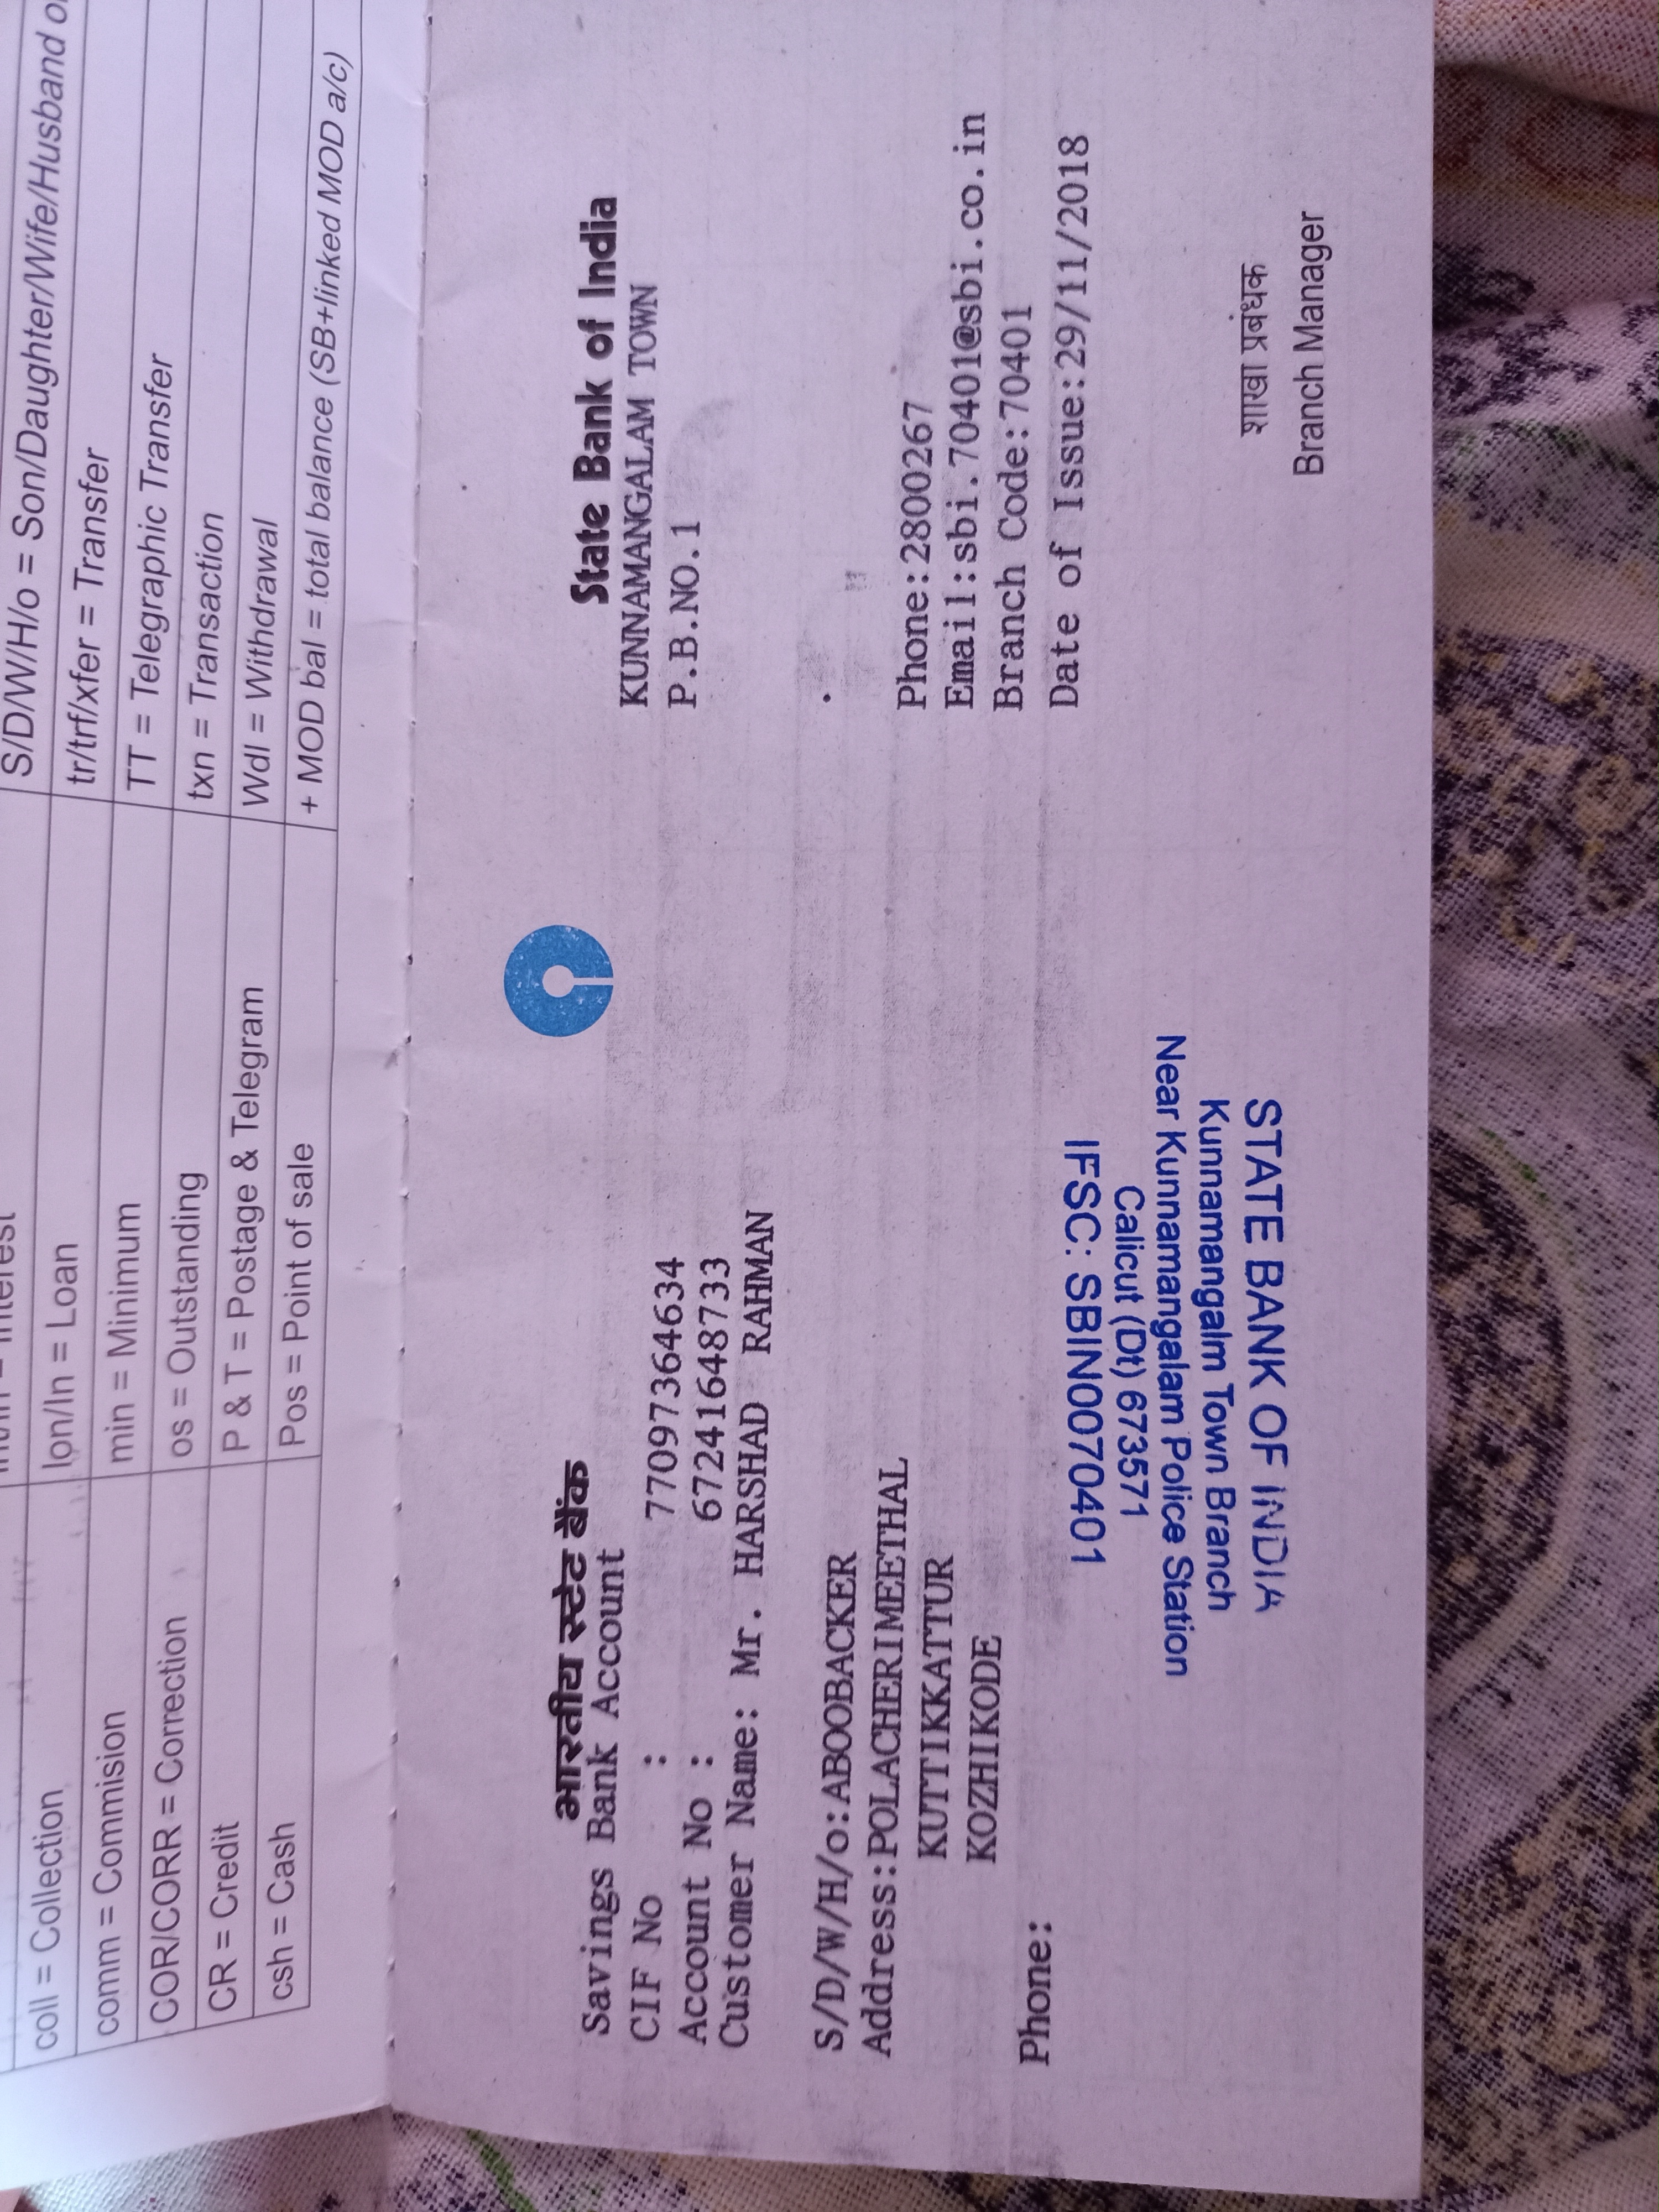 S/D/W/H/o = Son/Daughter/Wife/Husband
coll = Collection
lon/ln = Loan
tr/trf/xfer = Transfer
comm = Commision
min = Minimum
TT = Telegraphic Transfer
COR/CORR = Correction
os = Outstanding
txn = Transaction
CR = Credit
P & T = Postage & Telegram
Wdl = Withdrawal
csh = Cash
Pos = Point of sale
+ MOD bal = total balance (SB+linked MOD a/c)
भारतीय स्टेट बैंक
State Bank of India
Savings Bank Account
KUNNAMANGALAM TOWN
CIF No : 77097364634
P.B.NO.1
Account No : 67241648733
Customer Name: Mr. HARSHAD RAHMAN
S/D/W/H/o:ABOOBACKER
Address:POLACHERIMEETHAL
Phone:2800267
KUTTIKKATTUR
Email:sbi.70401@sbi.co.in
KOZHIKODE
Branch Code:70401
Phone:
Date of Issue:29/11/2018
IFSC: SBIN0070401
Calicut (Dt) 673571
Near Kunnamangalam Police Station
Kunnamangalm Town Branch
STATE BANK OF INDIA
शाखा प्रबंधक
Branch Manager